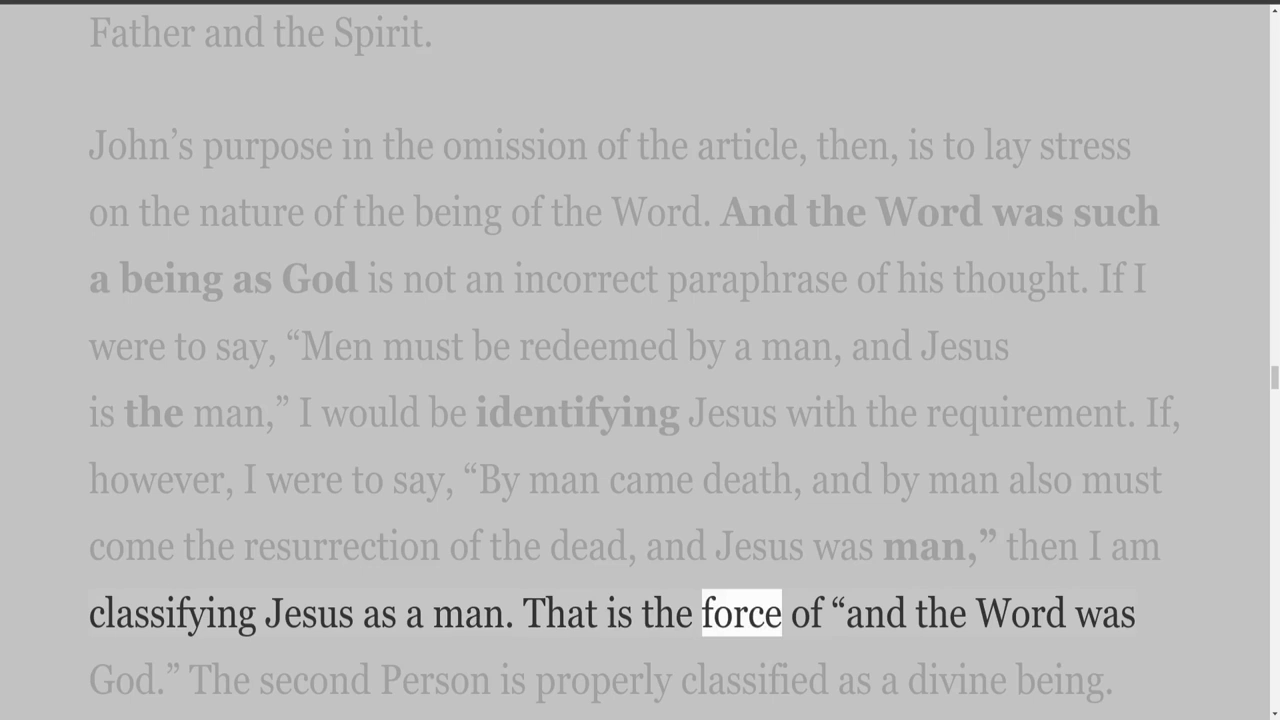 Father and the Spirit.
John’s purpose in the omission of the article, then, is to lay stress
on the nature of the being of the Word. And the Word was such
a being as God is not an incorrect paraphrase of his thought. If I
were to say, “Men must be redeemed by a man, and Jesus
is the man,” I would be identifying Jesus with the requirement. If,
however, I were to say, “By man came death, and by man also must
come the resurrection of the dead, and Jesus was man,” then I am
classifying Jesus as a man. That is the force of “and the Word was
God.” The second Person is properly classified as a divine being.